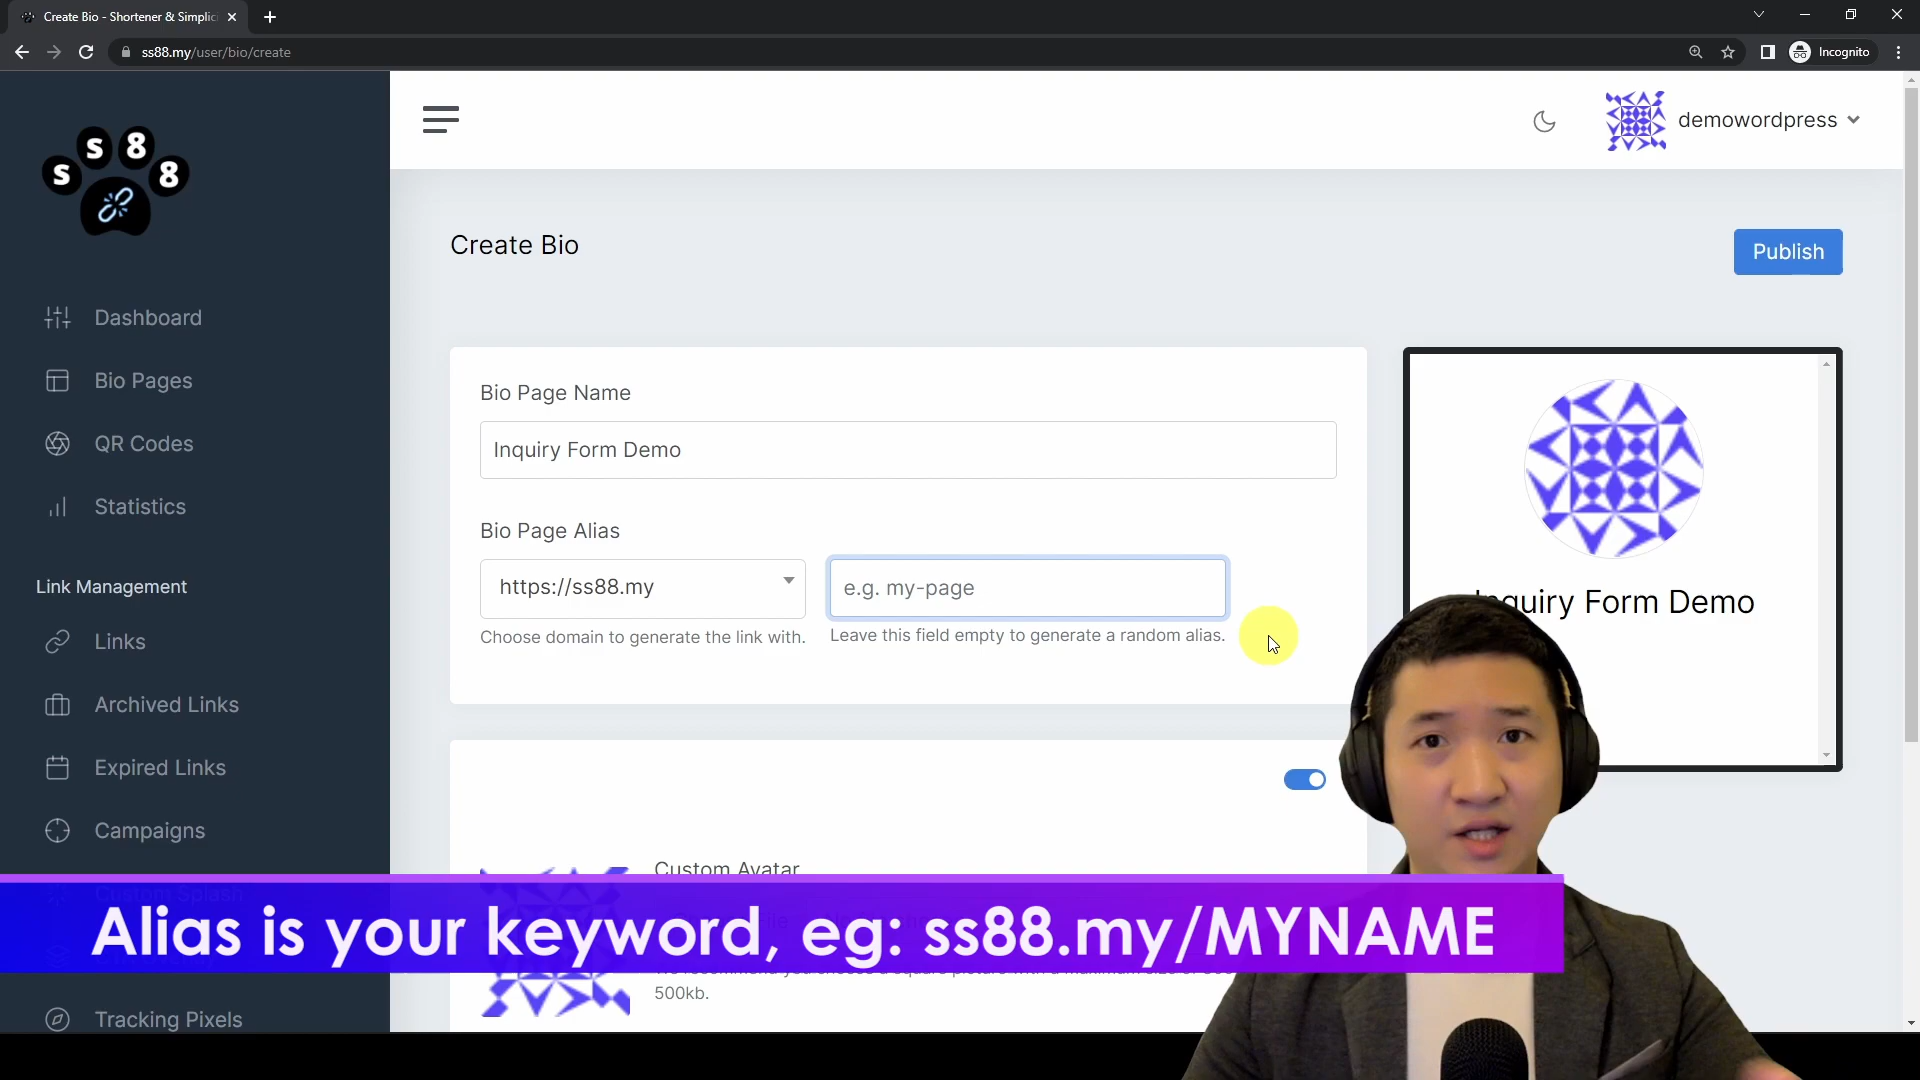 Create Bio - Shortener & Simplic
ss88.my/user/bio/create
Incognito
s s 8 8
demowordpress
Create Bio
Publish
Dashboard
Bio Pages
QR Codes
Statistics
Link Management
Links
Archived Links
Expired Links
Campaigns
Custom Splash
Tracking Pixels
Bio Page Name
Inquiry Form Demo
Bio Page Alias
https://ss88.my
e.g. my-page
Choose domain to generate the link with.
Leave this field empty to generate a random alias.
Inquiry Form Demo
Custom Avatar
500kb.
Alias is your keyword, eg: ss88.my/MYNAME